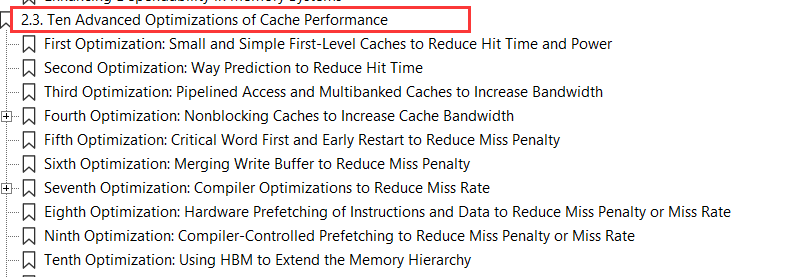 Enhancing Dependability in Memory Systems
2.3. Ten Advanced Optimizations of Cache Performance
First Optimization: Small and Simple First-Level Caches to Reduce Hit Time and Power
Second Optimization: Way Prediction to Reduce Hit Time
Third Optimization: Pipelined Access and Multibanked Caches to Increase Bandwidth
Fourth Optimization: Nonblocking Caches to Increase Cache Bandwidth
Fifth Optimization: Critical Word First and Early Restart to Reduce Miss Penalty
Sixth Optimization: Merging Write Buffer to Reduce Miss Penalty
Seventh Optimization: Compiler Optimizations to Reduce Miss Rate
Eighth Optimization: Hardware Prefetching of Instructions and Data to Reduce Miss Penalty or Miss Rate
Ninth Optimization: Compiler-Controlled Prefetching to Reduce Miss Penalty or Miss Rate
Tenth Optimization: Using HBM to Extend the Memory Hierarchy